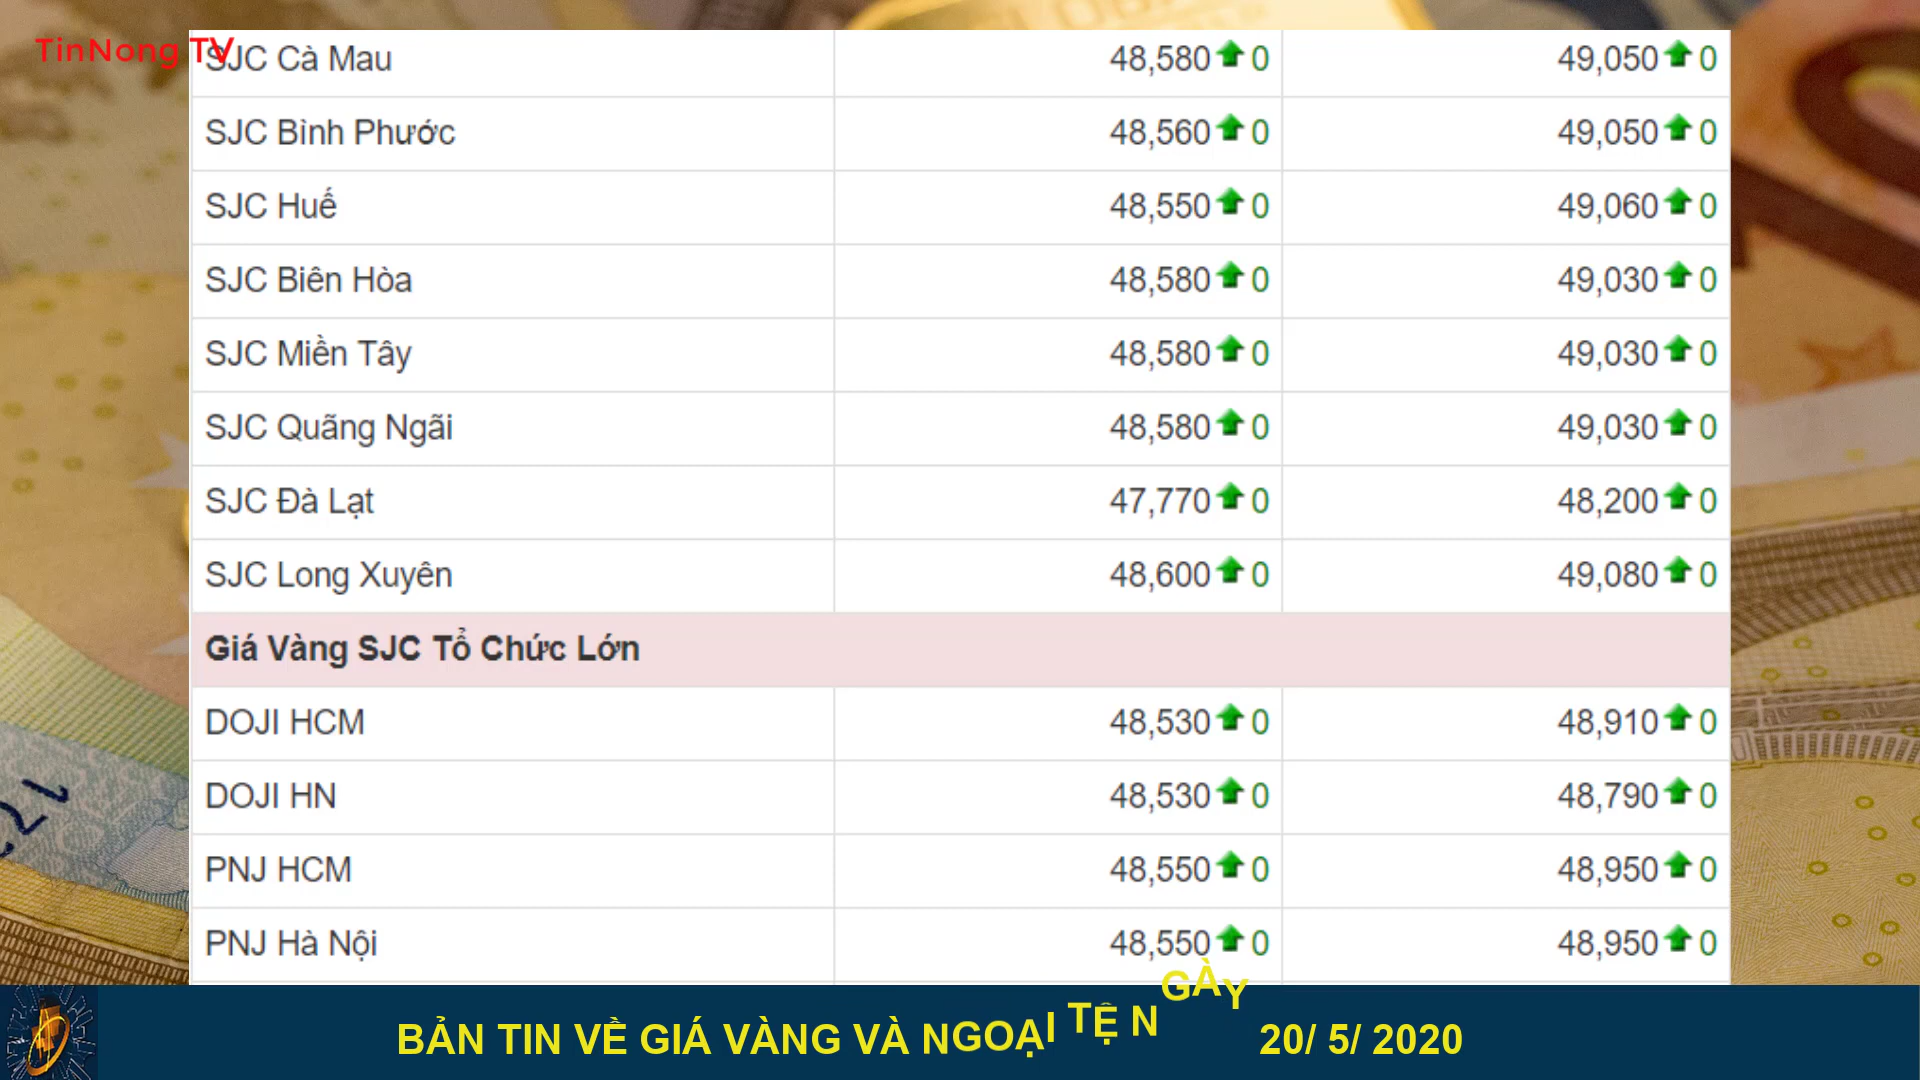 TinNong TV
SJC Cà Mau 48,580 0 49,050 0
SJC Bình Phước 48,560 0 49,050 0
SJC Huế 48,550 0 49,060 0
SJC Biên Hòa 48,580 0 49,030 0
SJC Miền Tây 48,580 0 49,030 0
SJC Quãng Ngãi 48,580 0 49,030 0
SJC Đà Lạt 47,770 0 48,200 0
SJC Long Xuyên 48,600 0 49,080 0
Giá Vàng SJC Tổ Chức Lớn
DOJI HCM 48,530 0 48,910 0
DOJI HN 48,530 0 48,790 0
PNJ HCM 48,550 0 48,950 0
PNJ Hà Nội 48,550 0 48,950 0
BẢN TIN VỀ GIÁ VÀNG VÀ NGOẠI TỆ NGÀY 20/ 5/ 2020